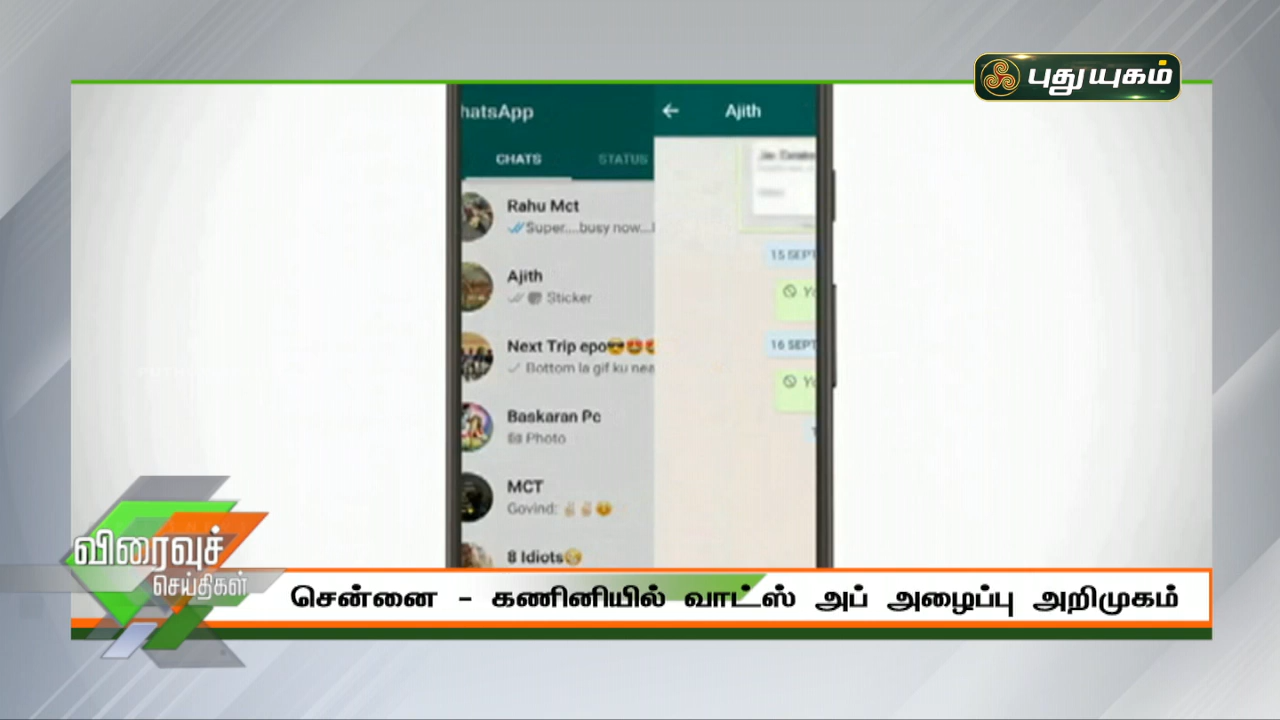 புதுயுகம்
hatsApp
CHATS
STATUS
Rahu Mct
Super....busy now...
Ajith
Sticker
Next Trip epo😎😍
Bottom la gif ku nea
Baskaran Pc
Photo
MCT
Govind: ✌✌😊
8 Idiots
Ajith
15 SEPT
16 SEPT
விரைவுச்
செய்திகள்
சென்னை - கணினியில் வாட்ஸ் அப் அழைப்பு அறிமுகம்